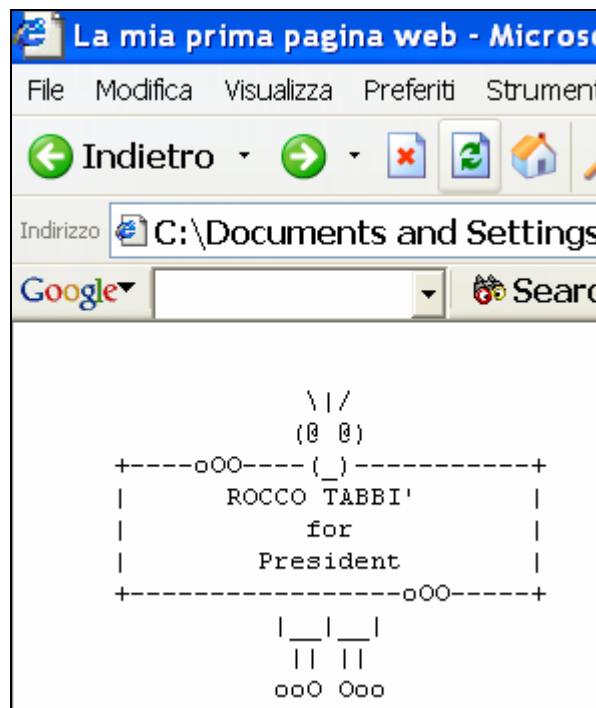 La mia prima pagina web - Microso
File Modifica Visualizza Preferiti Strument
Indietro
Indirizzo C:\Documents and Settings
Google Searc
\|/
(@ @)
+----oOO----(_)-----------+
| ROCCO TABBI' |
| for |
| President |
+------------------oOO-----+
|__|__|
|| ||
ooO Ooo